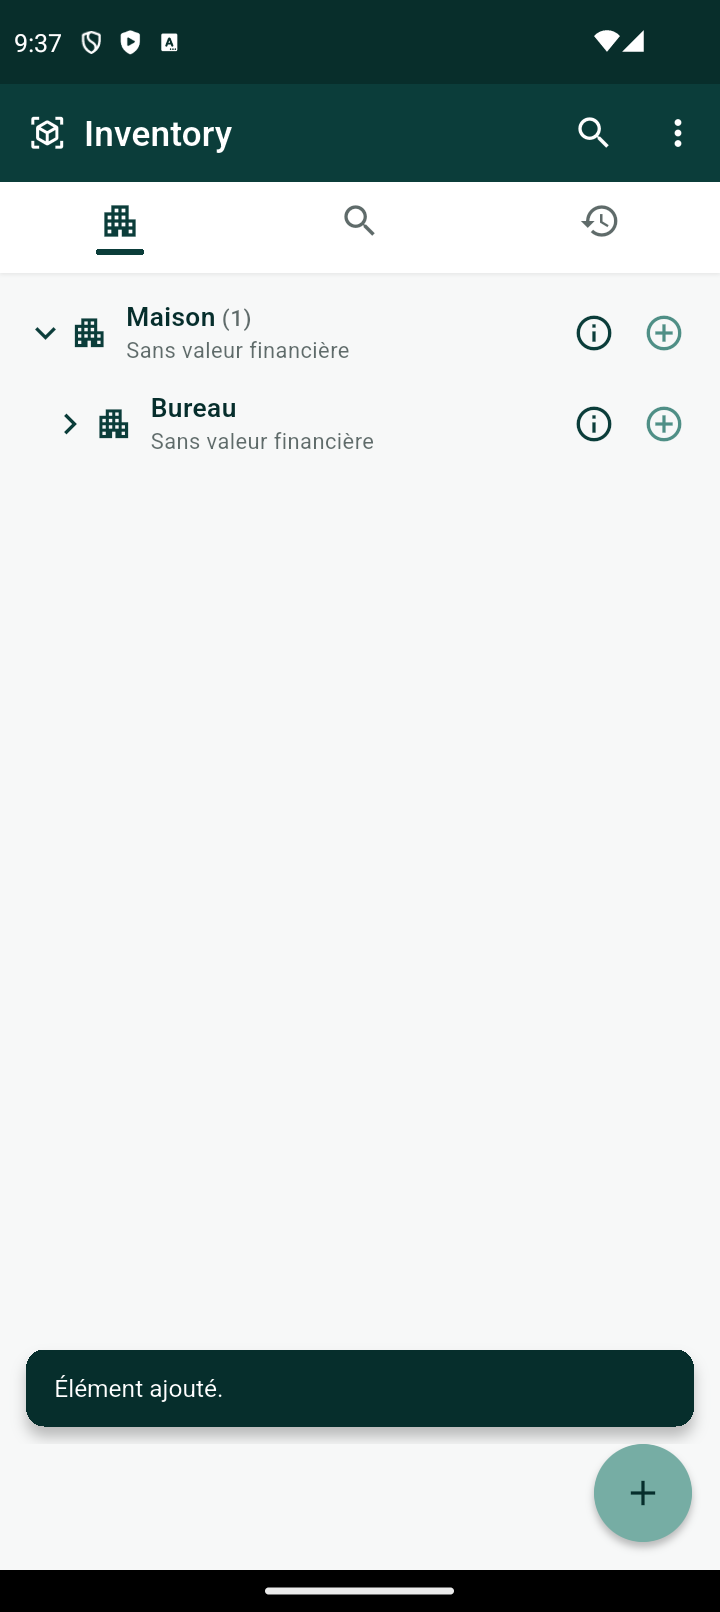 9:37
Inventory
Maison (1)
Sans valeur financière
Bureau
Sans valeur financière
Élément ajouté.